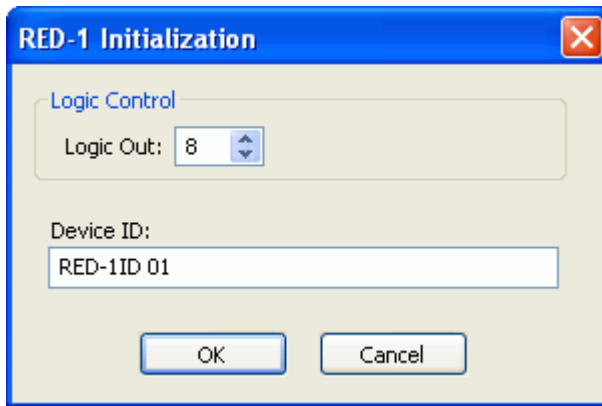 RED-1 Initialization
Logic Control
Logic Out: 8
Device ID:
RED-1ID 01
OK Cancel